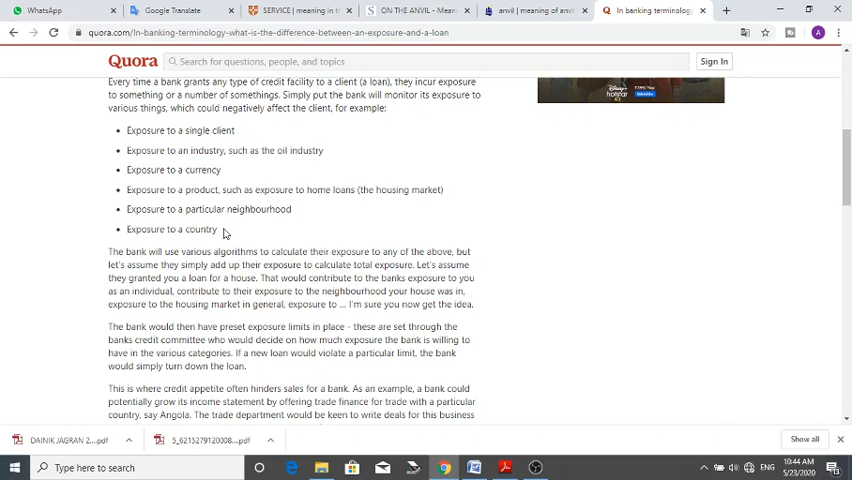 WhatsApp
Google Translate
SERVICE | meaning in t
ON THE ANVIL - Mea
anvil | meaning of anvi
In banking terminology
quora.com/In-banking-terminology-what-is-the-difference-between-an-exposure-and-a-loan
Quora
Search for questions, people, and topics
Sign In
Every time a bank grants any type of credit facility to a client (a loan), they incur exposure
to something or a number of somethings. Simply put the bank will monitor its exposure to
various things, which could negatively affect the client, for example:
• Exposure to a single client
• Exposure to an industry, such as the oil industry
• Exposure to a currency
• Exposure to a product, such as exposure to home loans (the housing market)
• Exposure to a particular neighbourhood
• Exposure to a country
The bank will use various algorithms to calculate their exposure to any of the above, but
let's assume they simply add up their exposure to calculate total exposure. Let's assume
they granted you a loan for a house. That would contribute to the banks exposure to you
as an individual, contribute to their exposure to the neighbourhood your house was in,
exposure to the housing market in general, exposure to ... I'm sure you now get the idea.
The bank would then have preset exposure limits in place - these are set through the
banks credit committee who would decide on how much exposure the bank is willing to
have in the various categories. If a new loan would violate a particular limit, the bank
would simply turn down the loan.
This is where credit appetite often hinders sales for a bank. As an example, a bank could
potentially grow its income statement by offering trade finance for trade with a particular
country, say Angola. The trade department would be keen to write deals for this business
Disney+
hotstar
DAINIK JAGRAN 2....pdf
5_6215279120008....pdf
Show all
Type here to search
ENG
10:44 AM
5/23/2020